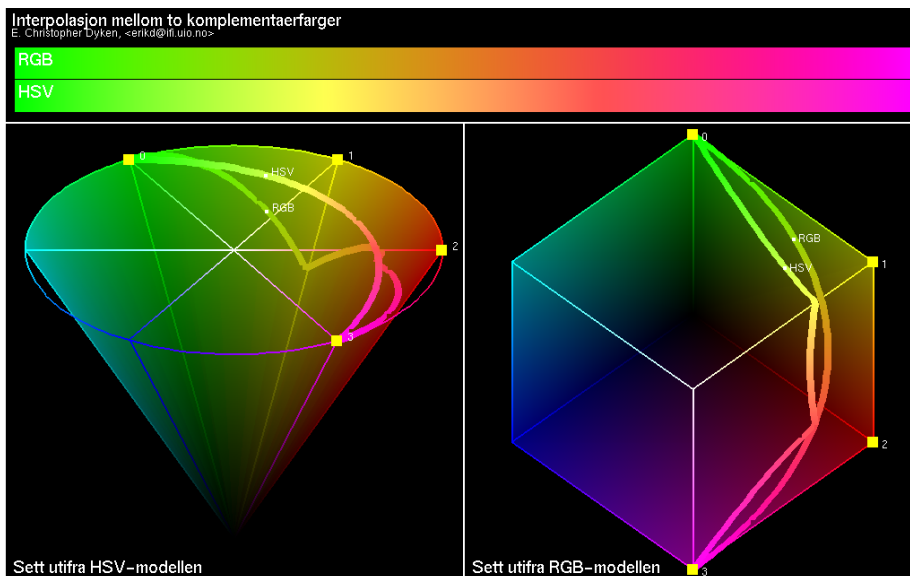 Interpolasjon mellom to komplementaerfarger
E. Christopher Dyken, <erikd@ifi.uio.no>
RGB
HSV
0
1
HSV
RGB
2
3
Sett utifra HSV-modellen
0
RGB
1
HSV
2
3
Sett utifra RGB-modellen